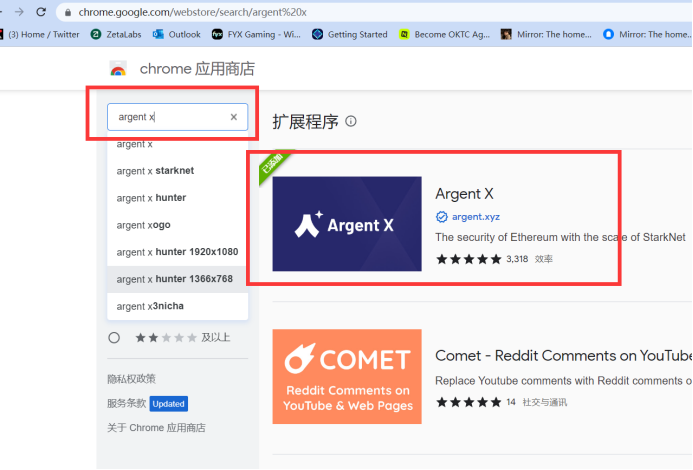 chrome.google.com/webstore/search/argent%20x
(3) Home / Twitter
ZetaLabs
Outlook
FYX Gaming - Wi...
Getting Started
Become OKTC Ag...
Mirror: The home...
Mirror: The home...
chrome 应用商店
argent x
argent x
argent x starknet
argent x hunter
argent xogo
argent x hunter 1920x1080
argent x hunter 1366x768
argent x3nicha
及以上
隐私权政策
服务条款 Updated
关于 Chrome 应用商店
扩展程序
已添加
Argent X
Argent X
argent.xyz
The security of Ethereum with the scale of StarkNet
3,318 效率
COMET
Reddit Comments on
YouTube & Web Pages
Comet - Reddit Comments on YouTube
Replace Youtube comments with Reddit comments o
14 社交与通讯